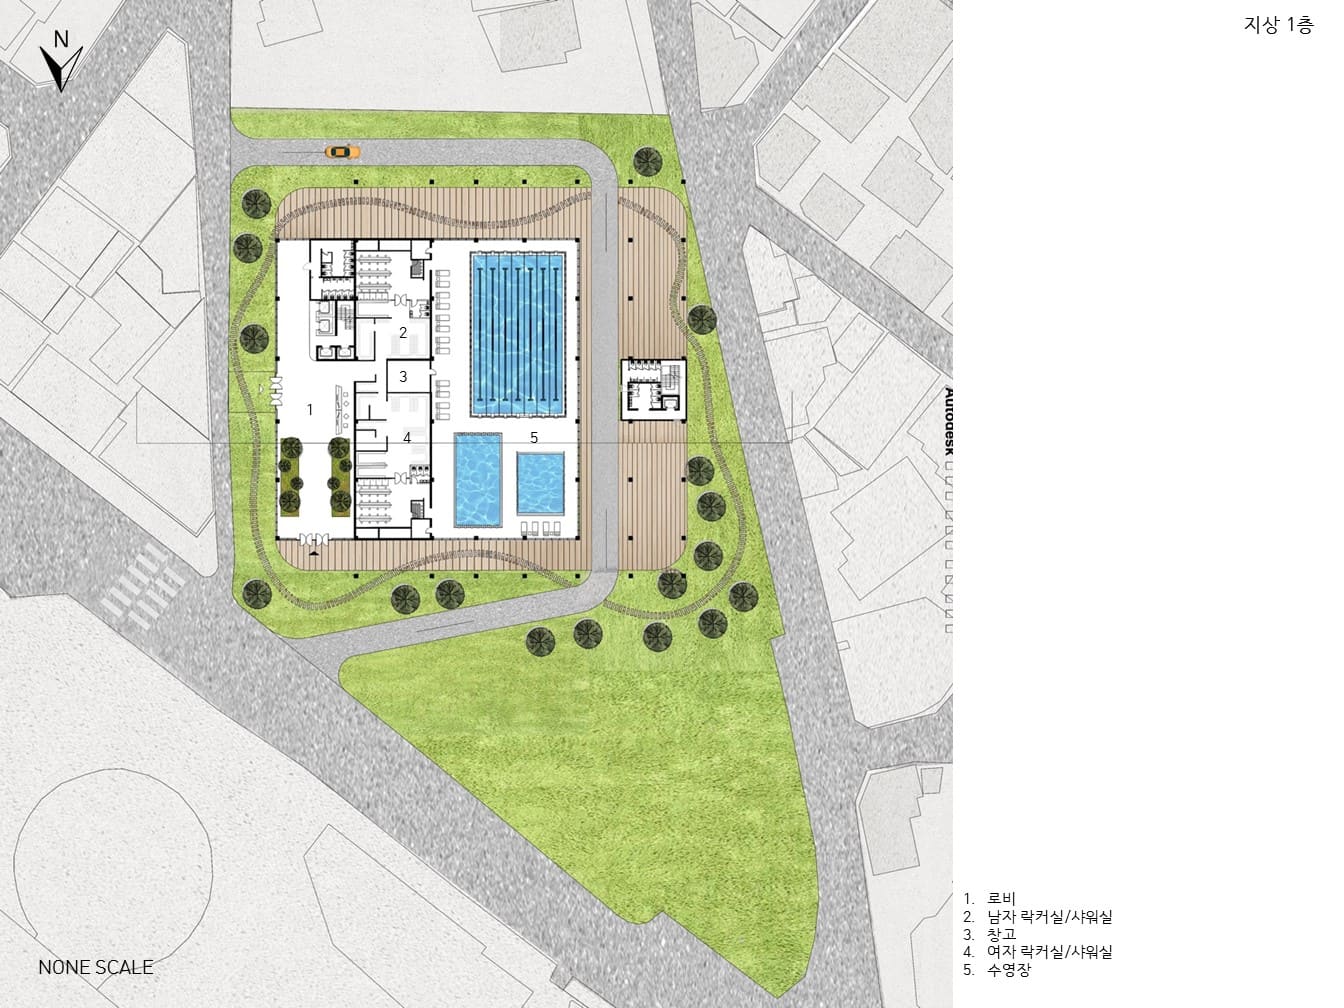 지상 1층
N
2
3
1
4
5
Autodesk
1. 로비
2. 남자 락커실/샤워실
3. 창고
4. 여자 락커실/샤워실
5. 수영장
NONE SCALE